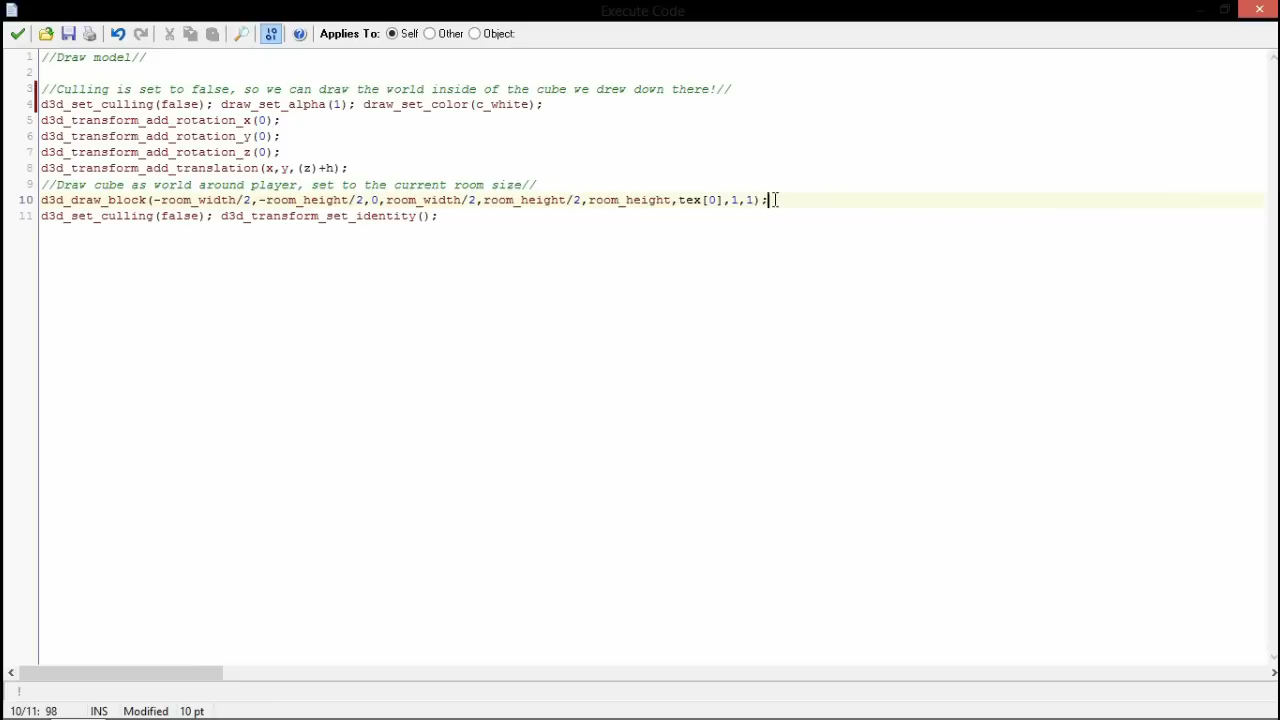 Execute Code
Applies To: Self Other Object:
1 //Draw model//
2
3 //Culling is set to false, so we can draw the world inside of the cube we drew down there!//
4 d3d_set_culling(false); draw_set_alpha(1); draw_set_color(c_white);
5 d3d_transform_add_rotation_x(0);
6 d3d_transform_add_rotation_y(0);
7 d3d_transform_add_rotation_z(0);
8 d3d_transform_add_translation(x,y,(z)+h);
9 //Draw cube as world around player, set to the current room size//
10 d3d_draw_block(-room_width/2,-room_height/2,0,room_width/2,room_height/2,room_height,tex[0],1,1);
11 d3d_set_culling(false); d3d_transform_set_identity();
!
10/11: 98 INS Modified 10 pt